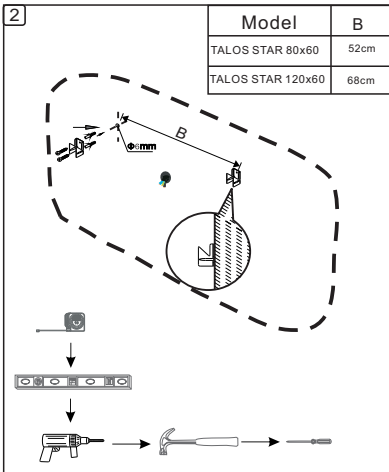 2
Model B
TALOS STAR 80x60 52cm
TALOS STAR 120x60 68cm
B
Φ6mm